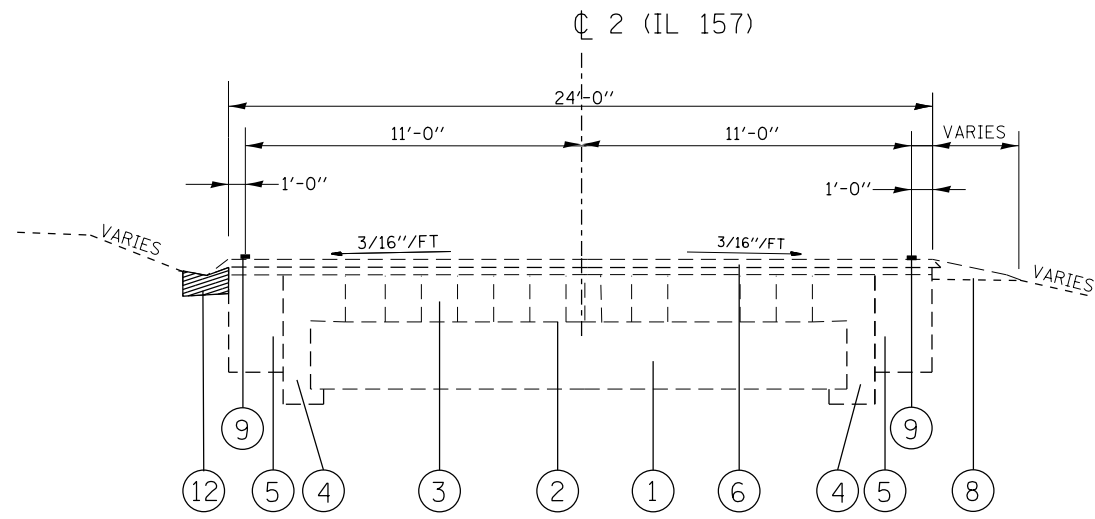 ℄ 2 (IL 157)
24'-0"
11'-0"
11'-0"
VARIES
1'-0"
1'-0"
VARIES
3/16"/FT
3/16"/FT
VARIES
9
9
12
5
4
3
2
1
6
4
5
8